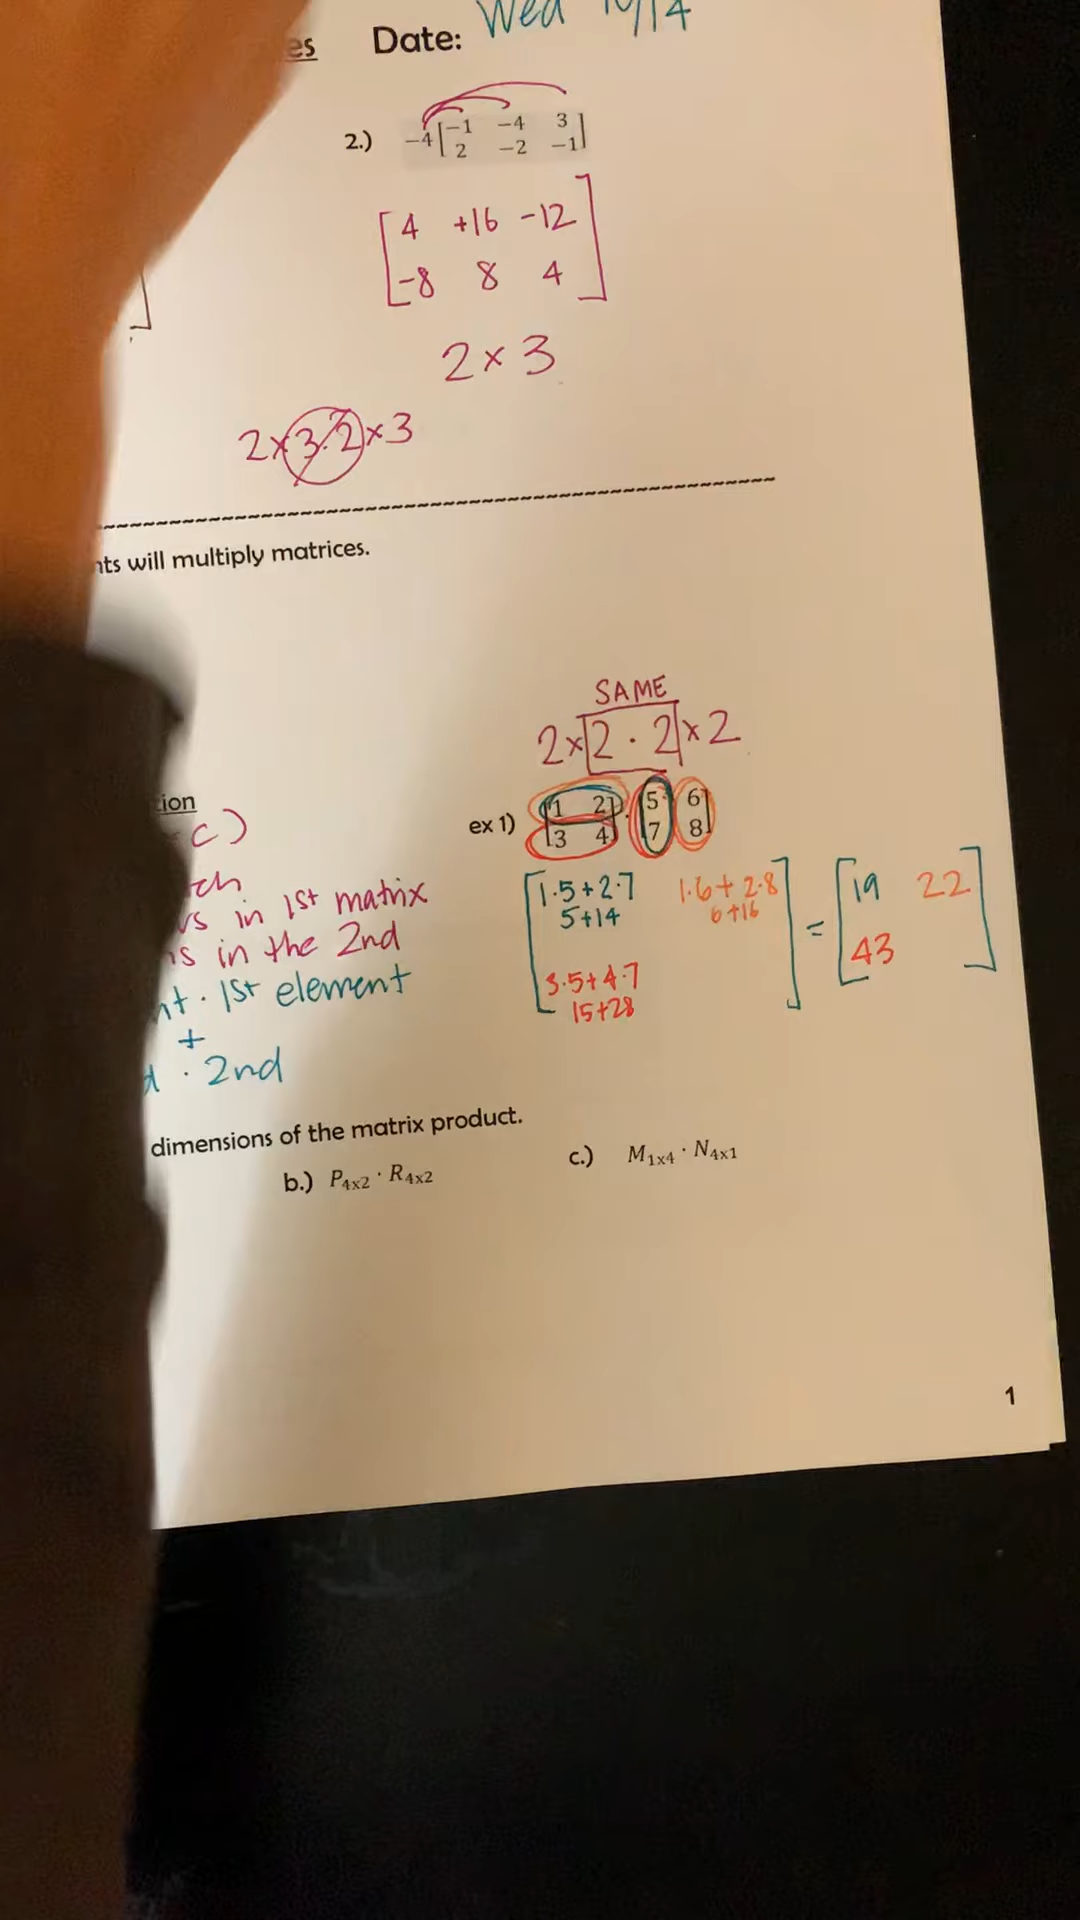 es Date: Wed 10/14
2.) -4[-1 -4 3
2 -2 -1]
[4 +16 -12
-8 8 4]
2 × 3
2×3·2×3
will multiply matrices.
SAME
2×2 · 2×2
ex 1) [1 2
3 4] · [5 6
7 8]
[1·5+2·7 1·6+2·8
5+14 6+16
3·5+4·7
15+28] = [19 22
43]
c)
in 1st matrix
in the 2nd
· 1st element
+
· 2nd
dimensions of the matrix product.
b.) P4x2 · R4x2
c.) M1x4 · N4x1
1